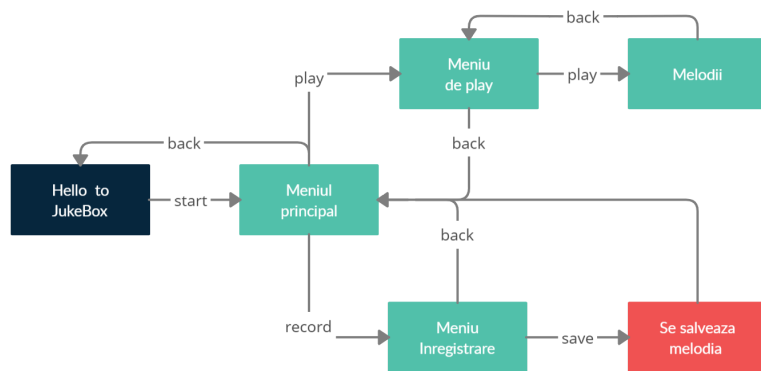 back
Meniu
de play
play
Melodii
play
back
back
Hello to
JukeBox
start
Meniul
principal
back
record
Meniu
Inregistrare
save
Se salveaza
melodia